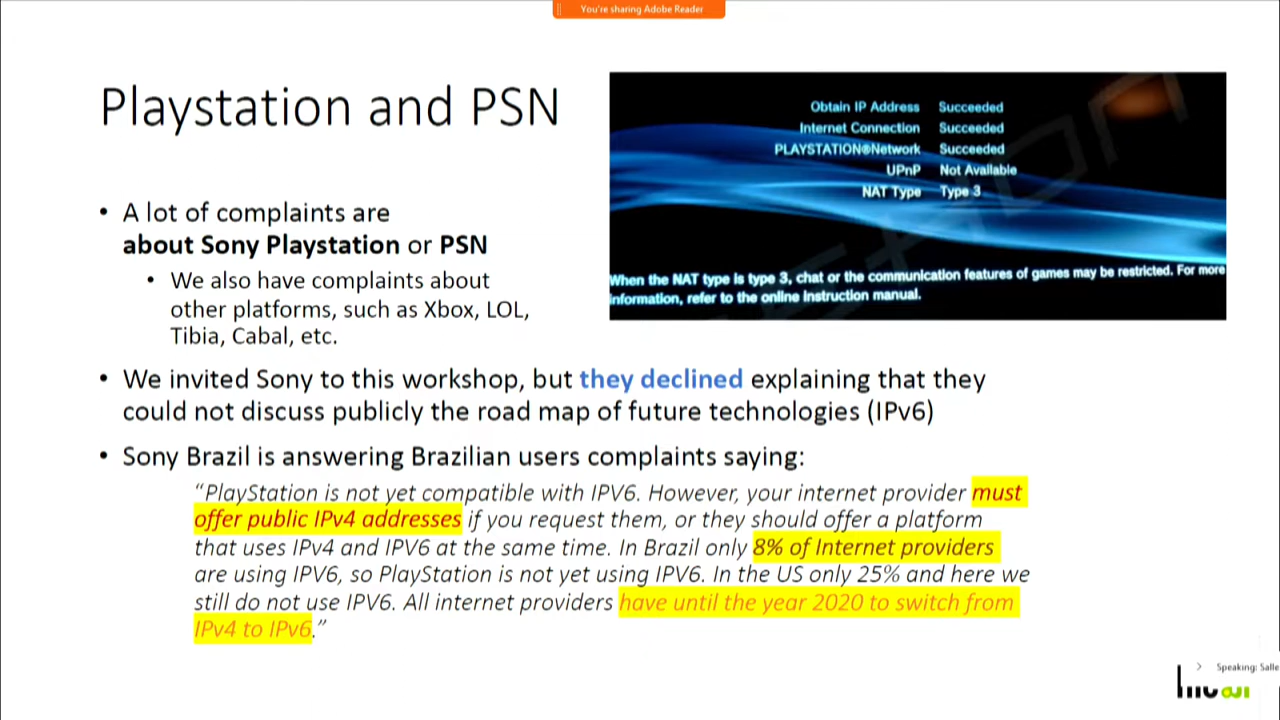 You're sharing Adobe Reader
Playstation and PSN
Obtain IP Address Succeeded
Internet Connection Succeeded
PLAYSTATION®Network Succeeded
UPnP Not Available
NAT Type Type 3
When the NAT type is type 3, chat or the communication features of games may be restricted. For more
information, refer to the online instruction manual.
• A lot of complaints are
about Sony Playstation or PSN
• We also have complaints about
other platforms, such as Xbox, LOL,
Tibia, Cabal, etc.
• We invited Sony to this workshop, but they declined explaining that they
could not discuss publicly the road map of future technologies (IPv6)
• Sony Brazil is answering Brazilian users complaints saying:
“PlayStation is not yet compatible with IPV6. However, your internet provider must
offer public IPv4 addresses if you request them, or they should offer a platform
that uses IPv4 and IPV6 at the same time. In Brazil only 8% of Internet providers
are using IPV6, so PlayStation is not yet using IPV6. In the US only 25% and here we
still do not use IPV6. All internet providers have until the year 2020 to switch from
IPv4 to IPv6.”
Speaking: Salle